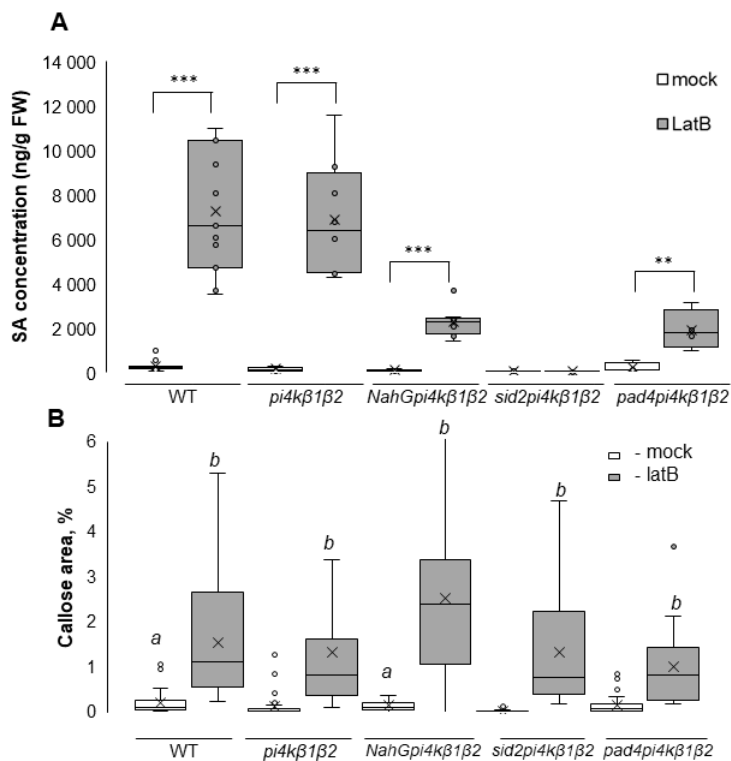 A
SA concentration (ng/g FW)
14 000
12 000
10 000
8 000
6 000
4 000
2 000
0
***
***
***
**
mock
LatB
WT
pi4kβ1β2
NahGpi4kβ1β2
sid2pi4kβ1β2
pad4pi4kβ1β2
B
Callose area, %
6
5
4
3
2
1
0
a
b
b
a
b
b
b
- mock
- latB
WT
pi4kβ1β2
NahGpi4kβ1β2
sid2pi4kβ1β2
pad4pi4kβ1β2